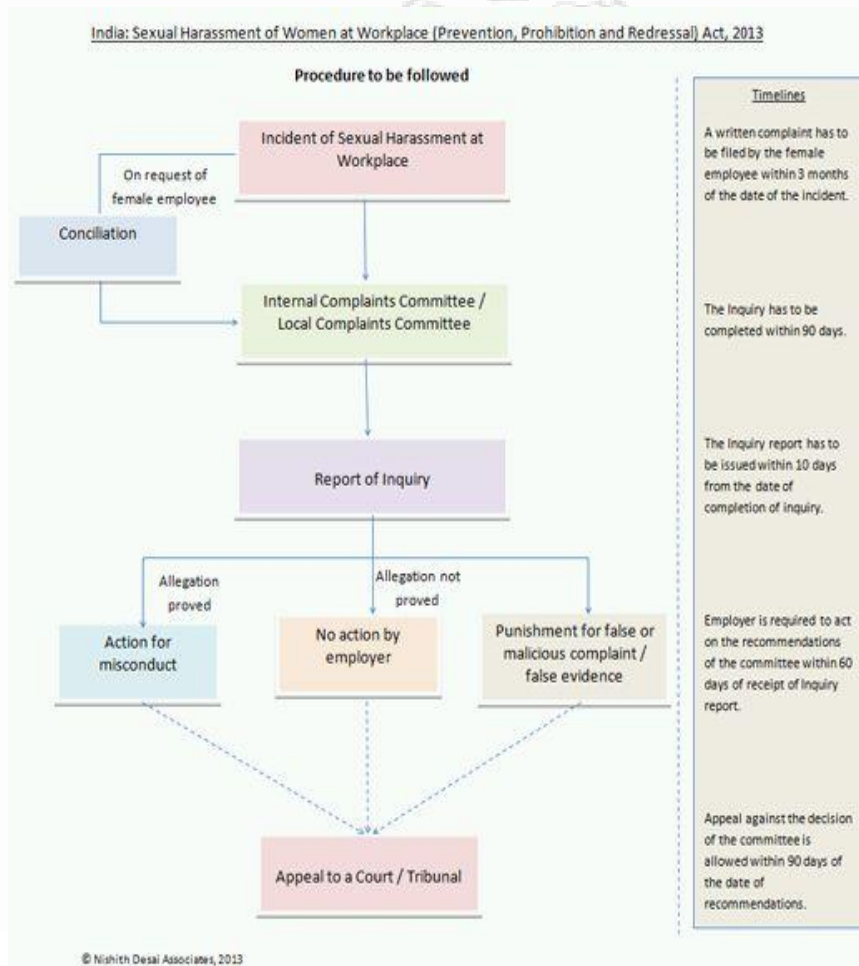 India: Sexual Harassment of Women at Workplace (Prevention, Prohibition and Redressal) Act, 2013
Procedure to be followed
Incident of Sexual Harassment at
Workplace
On request of
female employee
Conciliation
Internal Complaints Committee /
Local Complaints Committee
Report of Inquiry
Allegation
proved
Allegation not
proved
Action for
misconduct
No action by
employer
Punishment for false or
malicious complaint /
false evidence
Appeal to a Court / Tribunal
Timelines
A written complaint has to
be filed by the female
employee within 3 months
of the date of the incident.
The Inquiry has to be
completed within 90 days.
The Inquiry report has to
be issued within 10 days
from the date of
completion of inquiry.
Employer is required to act
on the recommendations
of the committee within 60
days of receipt of Inquiry
report.
Appeal against the decision
of the committee is
allowed within 90 days of
the date of
recommendations.
© Nishith Desai Associates, 2013